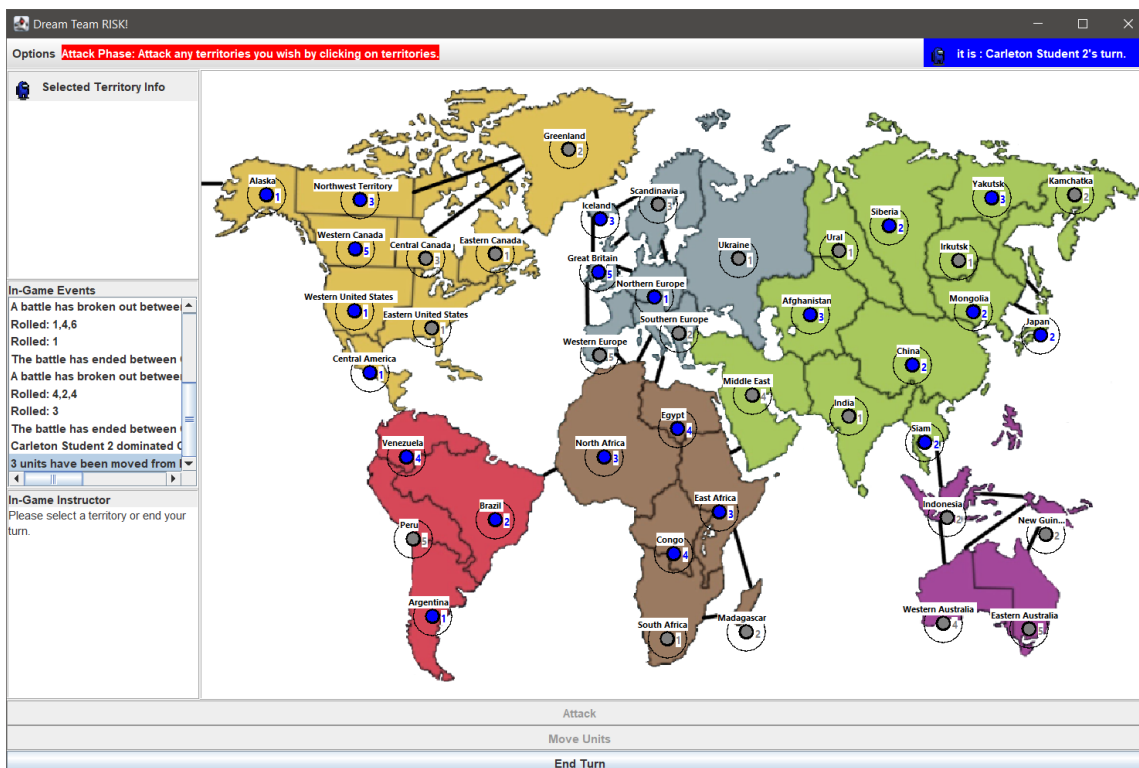 Dream Team RISK!
Options Attack Phase: Attack any territories you wish by clicking on territories.
it is : Carleton Student 2's turn.
Selected Territory Info
In-Game Events
A battle has broken out between
Rolled: 1,4,6
Rolled: 1
The battle has ended between
A battle has broken out between
Rolled: 4,2,4
Rolled: 3
The battle has ended between
Carleton Student 2 dominated
3 units have been moved from
In-Game Instructor
Please select a territory or end your
turn.
Greenland
2
Alaska
1
Northwest Territory
3
Iceland
3
Scandinavia
3
Siberia
2
Yakutsk
3
Kamchatka
2
Western Canada
5
Central Canada
3
Eastern Canada
1
Great Britain
5
Ukraine
1
Ural
1
Irkutsk
1
Northern Europe
1
Western United States
1
Eastern United States
1
Southern Europe
2
Afghanistan
3
Mongolia
2
Japan
2
Western Europe
5
Central America
1
China
2
Middle East
4
India
1
Egypt
4
Siam
2
Venezuela
4
North Africa
3
Brazil
2
East Africa
3
Indonesia
2
New Guin...
2
Peru
5
Congo
4
Argentina
1
South Africa
1
Madagascar
2
Western Australia
4
Eastern Australia
5
Attack
Move Units
End Turn